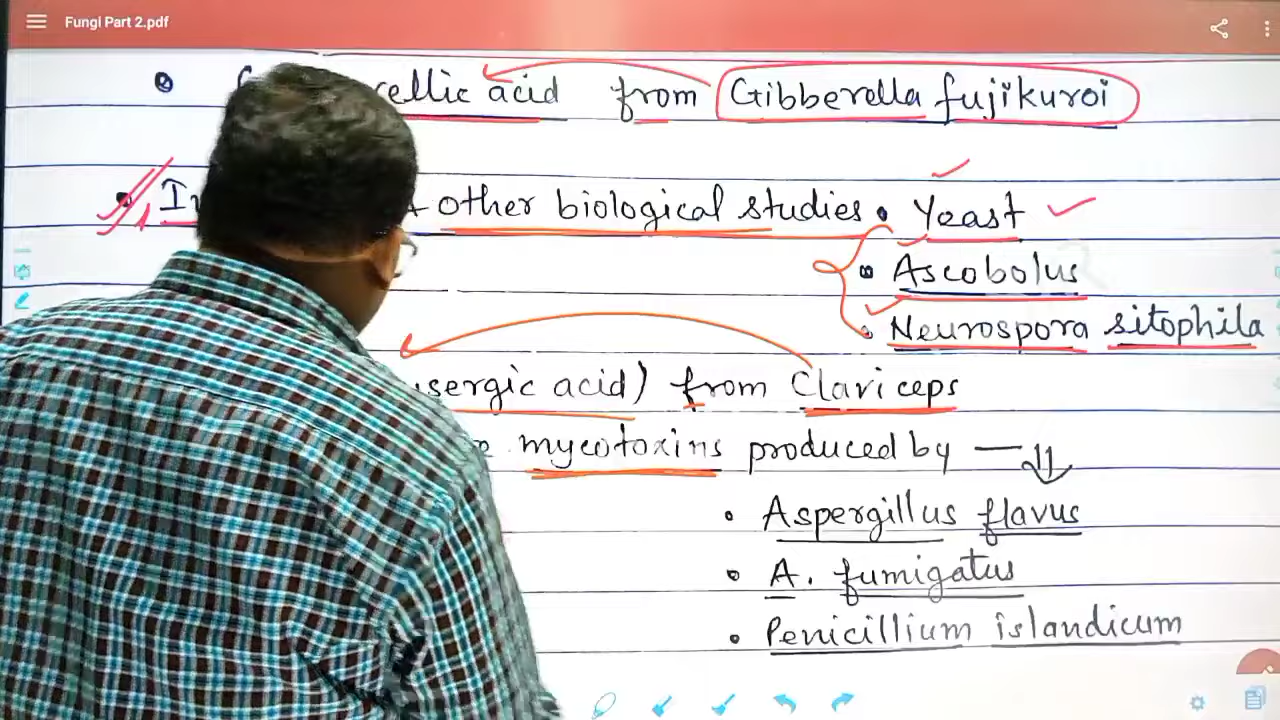 Fungi Part 2.pdf
cellic acid from Gibberella fujikuroi
+ other biological studies • Yeast
• Ascobolus
• Neurospora sitophila
sergic acid) from Claviceps
mycotoxins produced by —
• Aspergillus flavus
• A. fumigatus
• Penicillium islandicum